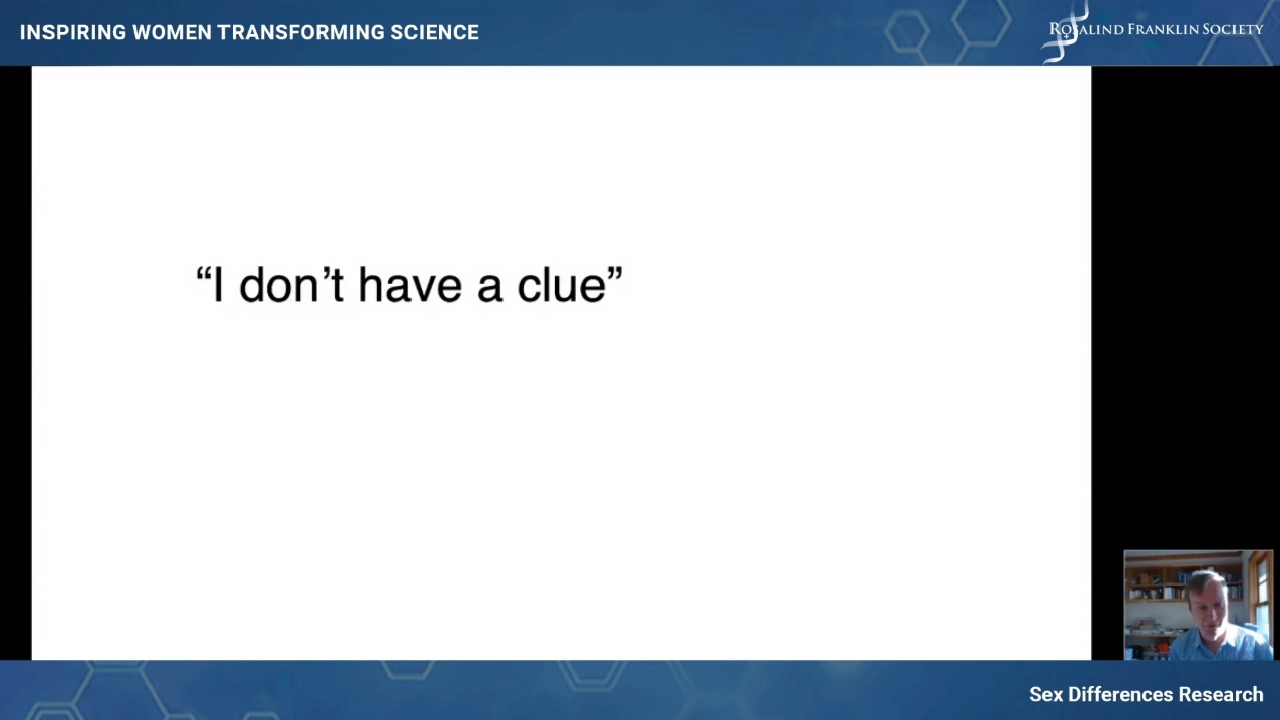 INSPIRING WOMEN TRANSFORMING SCIENCE
ROSALIND FRANKLIN SOCIETY
“I don’t have a clue”
Sex Differences Research